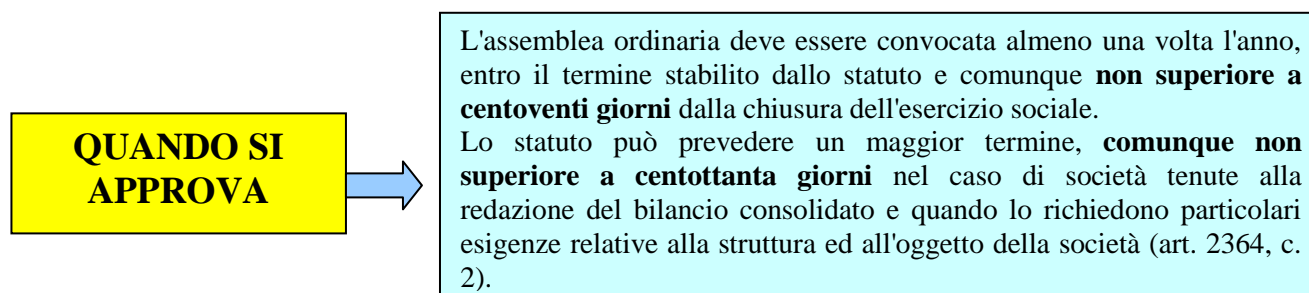 QUANDO SI
APPROVA
L'assemblea ordinaria deve essere convocata almeno una volta l'anno,
entro il termine stabilito dallo statuto e comunque non superiore a
centoventi giorni dalla chiusura dell'esercizio sociale.
Lo statuto può prevedere un maggior termine, comunque non
superiore a centottanta giorni nel caso di società tenute alla
redazione del bilancio consolidato e quando lo richiedono particolari
esigenze relative alla struttura ed all'oggetto della società (art. 2364, c.
2).